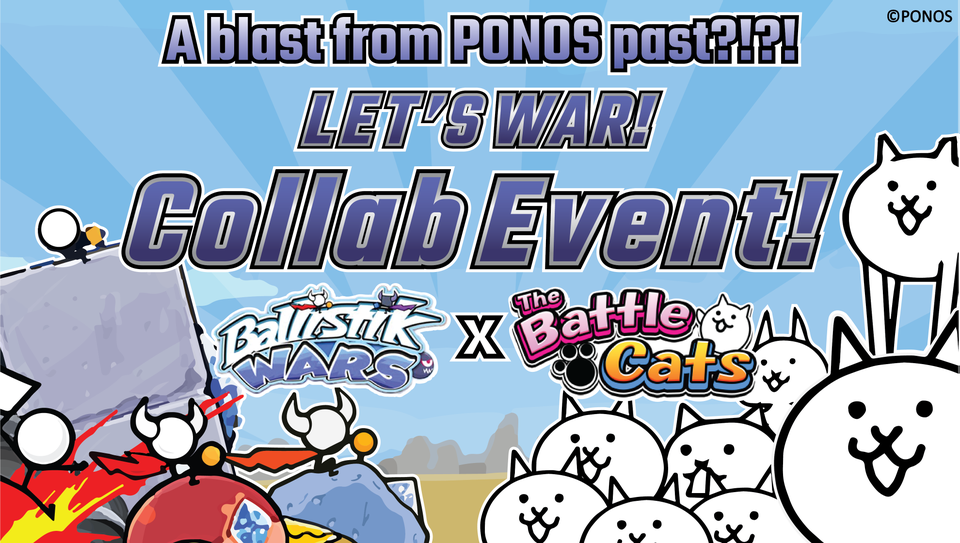 ©PONOS
A blast from PONOS past?!?!
LET'S WAR!
Collab Event!
Ballistik
WARS
X
The
Battle
Cats